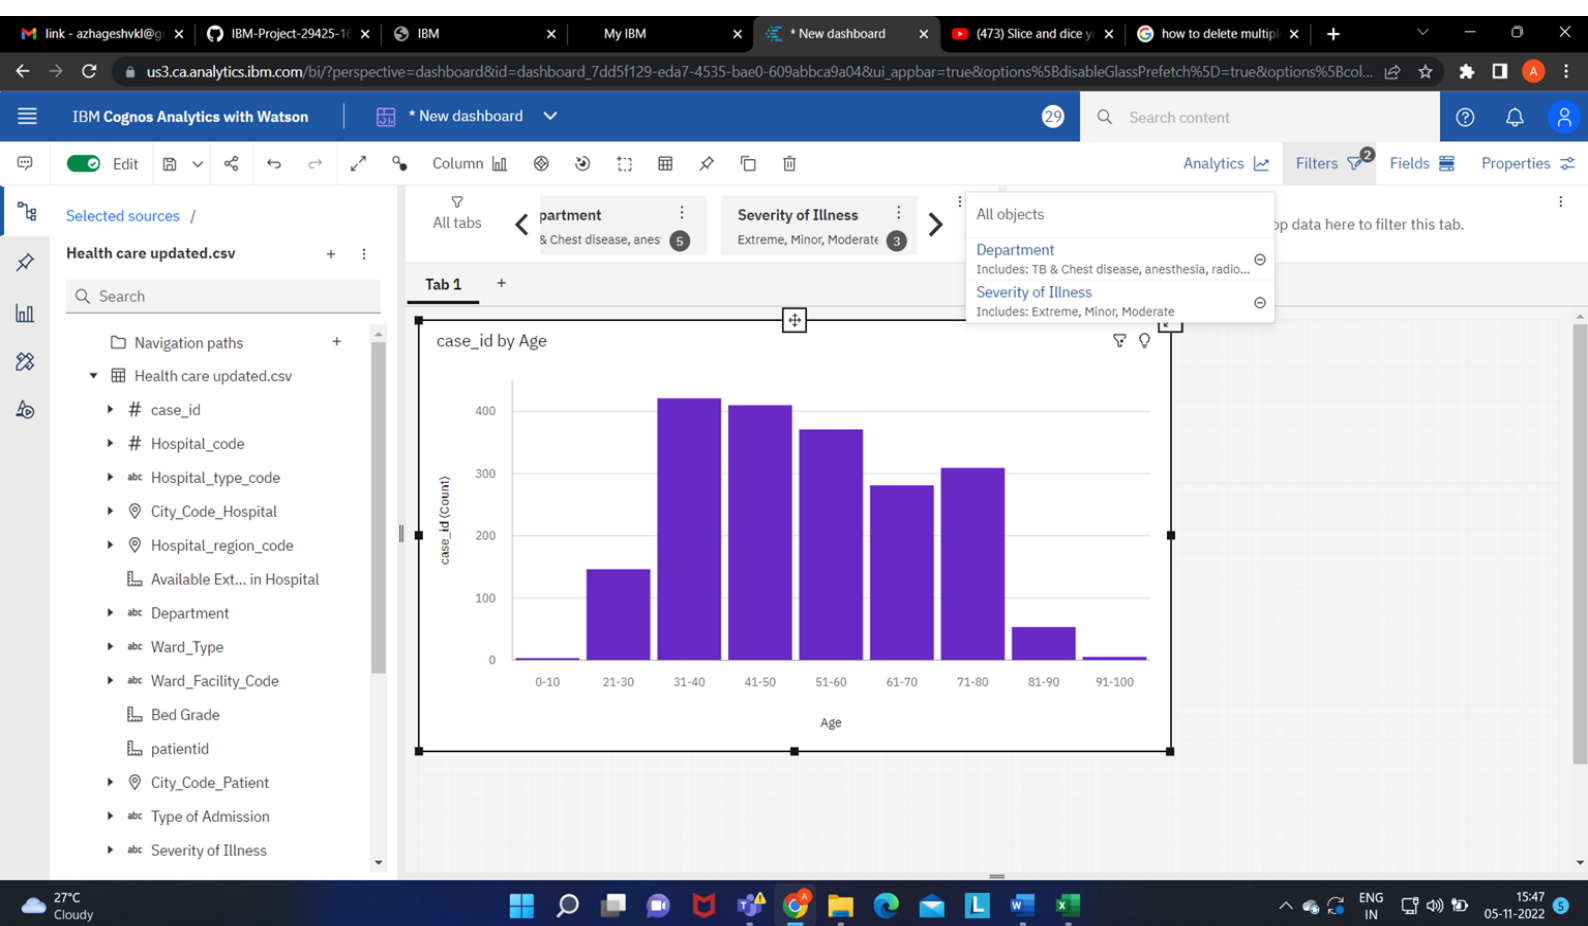 link - azhageshvkl@g
IBM-Project-29425-16
IBM
My IBM
* New dashboard
(473) Slice and dice y
how to delete multipl
us3.ca.analytics.ibm.com/bi/?perspective=dashboard&id=dashboard_7dd5f129-eda7-4535-bae0-609abbca9a04&ui_appbar=true&options%5BdisableGlassPrefetch%5D=true&options%5Bcol...
A
IBM Cognos Analytics with Watson
* New dashboard
29
Search content
Edit
Column
Analytics
Filters
2
Fields
Properties
Selected sources /
Health care updated.csv
Search
Navigation paths
Health care updated.csv
# case_id
# Hospital_code
abc Hospital_type_code
City_Code_Hospital
Hospital_region_code
Available Ext... in Hospital
abc Department
abc Ward_Type
abc Ward_Facility_Code
Bed Grade
patientid
City_Code_Patient
abc Type of Admission
abc Severity of Illness
All tabs
partment
& Chest disease, anes
5
Severity of Illness
Extreme, Minor, Moderate
3
All objects
Department
Includes: TB & Chest disease, anesthesia, radio...
Severity of Illness
Includes: Extreme, Minor, Moderate
op data here to filter this tab.
Tab 1
case_id by Age
case_id (Count)
400
300
200
100
0
0-10
21-30
31-40
41-50
51-60
61-70
71-80
81-90
91-100
Age
27°C
Cloudy
ENG
IN
15:47
05-11-2022
5